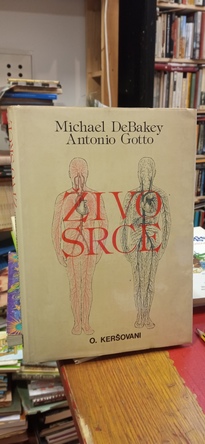 Michael DeBakey
Antonio Gotto
ŽIVO
SRCE
O. KERŠOVANI